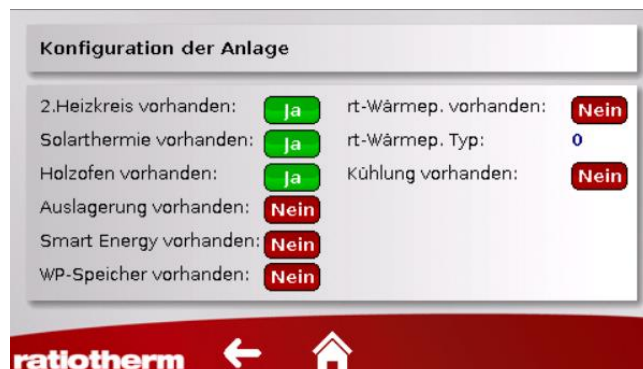 Konfiguration der Anlage
2.Heizkreis vorhanden: Ja
Solarthermie vorhanden: Ja
Holzofen vorhanden: Ja
Auslagerung vorhanden: Nein
Smart Energy vorhanden: Nein
WP-Speicher vorhanden: Nein
rt-Wärmep. vorhanden: Nein
rt-Wärmep. Typ: 0
Kühlung vorhanden: Nein
ratiotherm